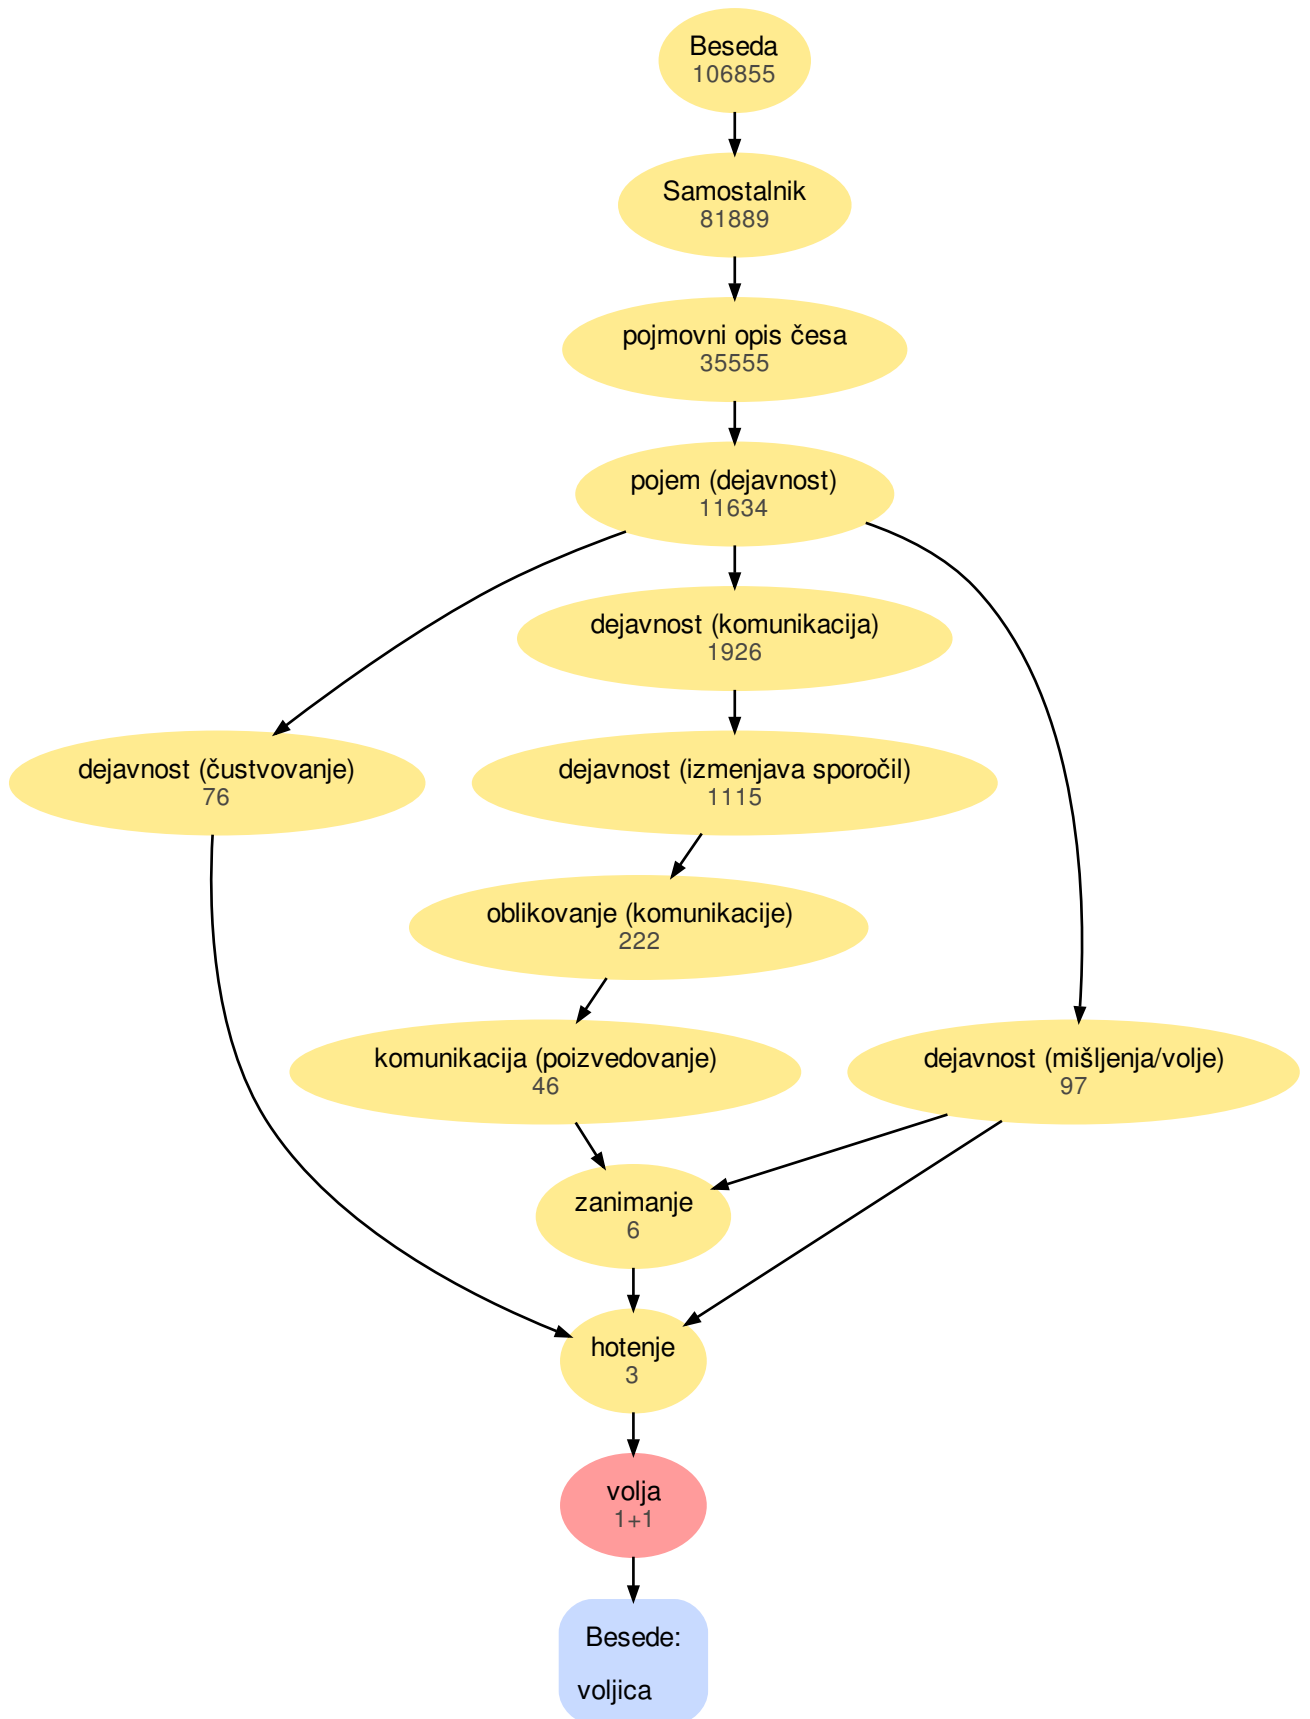 Beseda
106855
Samostalnik
81889
pojmovni opis česa
35555
pojem (dejavnost)
11634
dejavnost (komunikacija)
1926
dejavnost (čustvovanje)
76
dejavnost (izmenjava sporočil)
1115
oblikovanje (komunikacije)
222
komunikacija (poizvedovanje)
46
dejavnost (mišljenja/volje)
97
zanimanje
6
hotenje
3
volja
1+1
Besede:
voljica